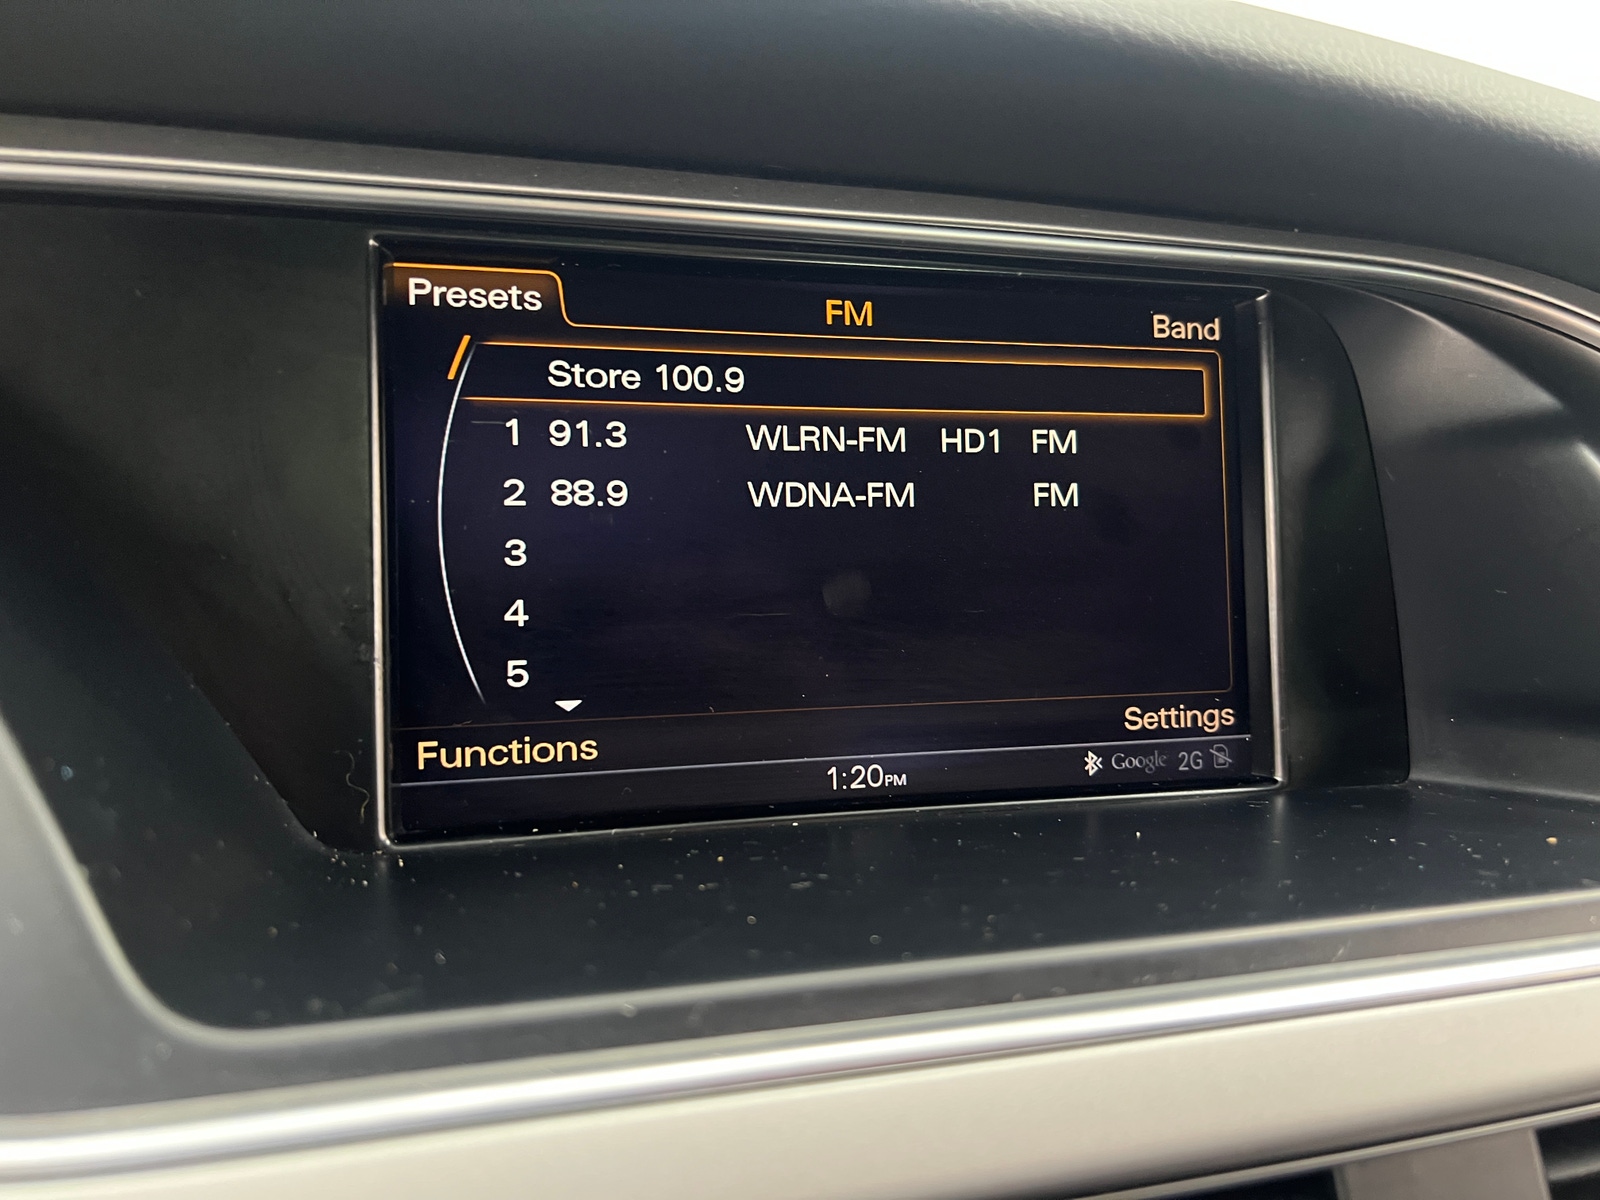 Presets
FM
Band
Store 100.9
1 91.3 WLRN-FM HD1 FM
2 88.9 WDNA-FM FM
3
4
5
Settings
Functions
1:20PM
Google 2G